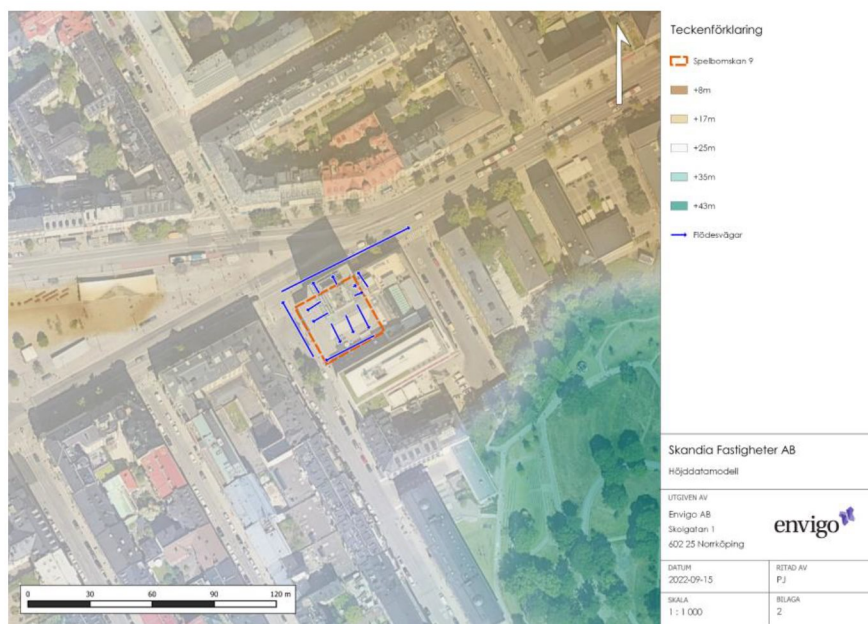 Teckenförklaring
Spelbomskan 9
+8m
+17m
+25m
+35m
+43m
Flödesvägar
Skandia Fastigheter AB
Höjddatamodell
UTGIVEN AV
Envigo AB
Skolgatan 1
602 25 Norrköping
envigo
DATUM
2022-09-15
RITAD AV
PJ
SKALA
1 : 1 000
BILAGA
2
0 30 60 90 120 m